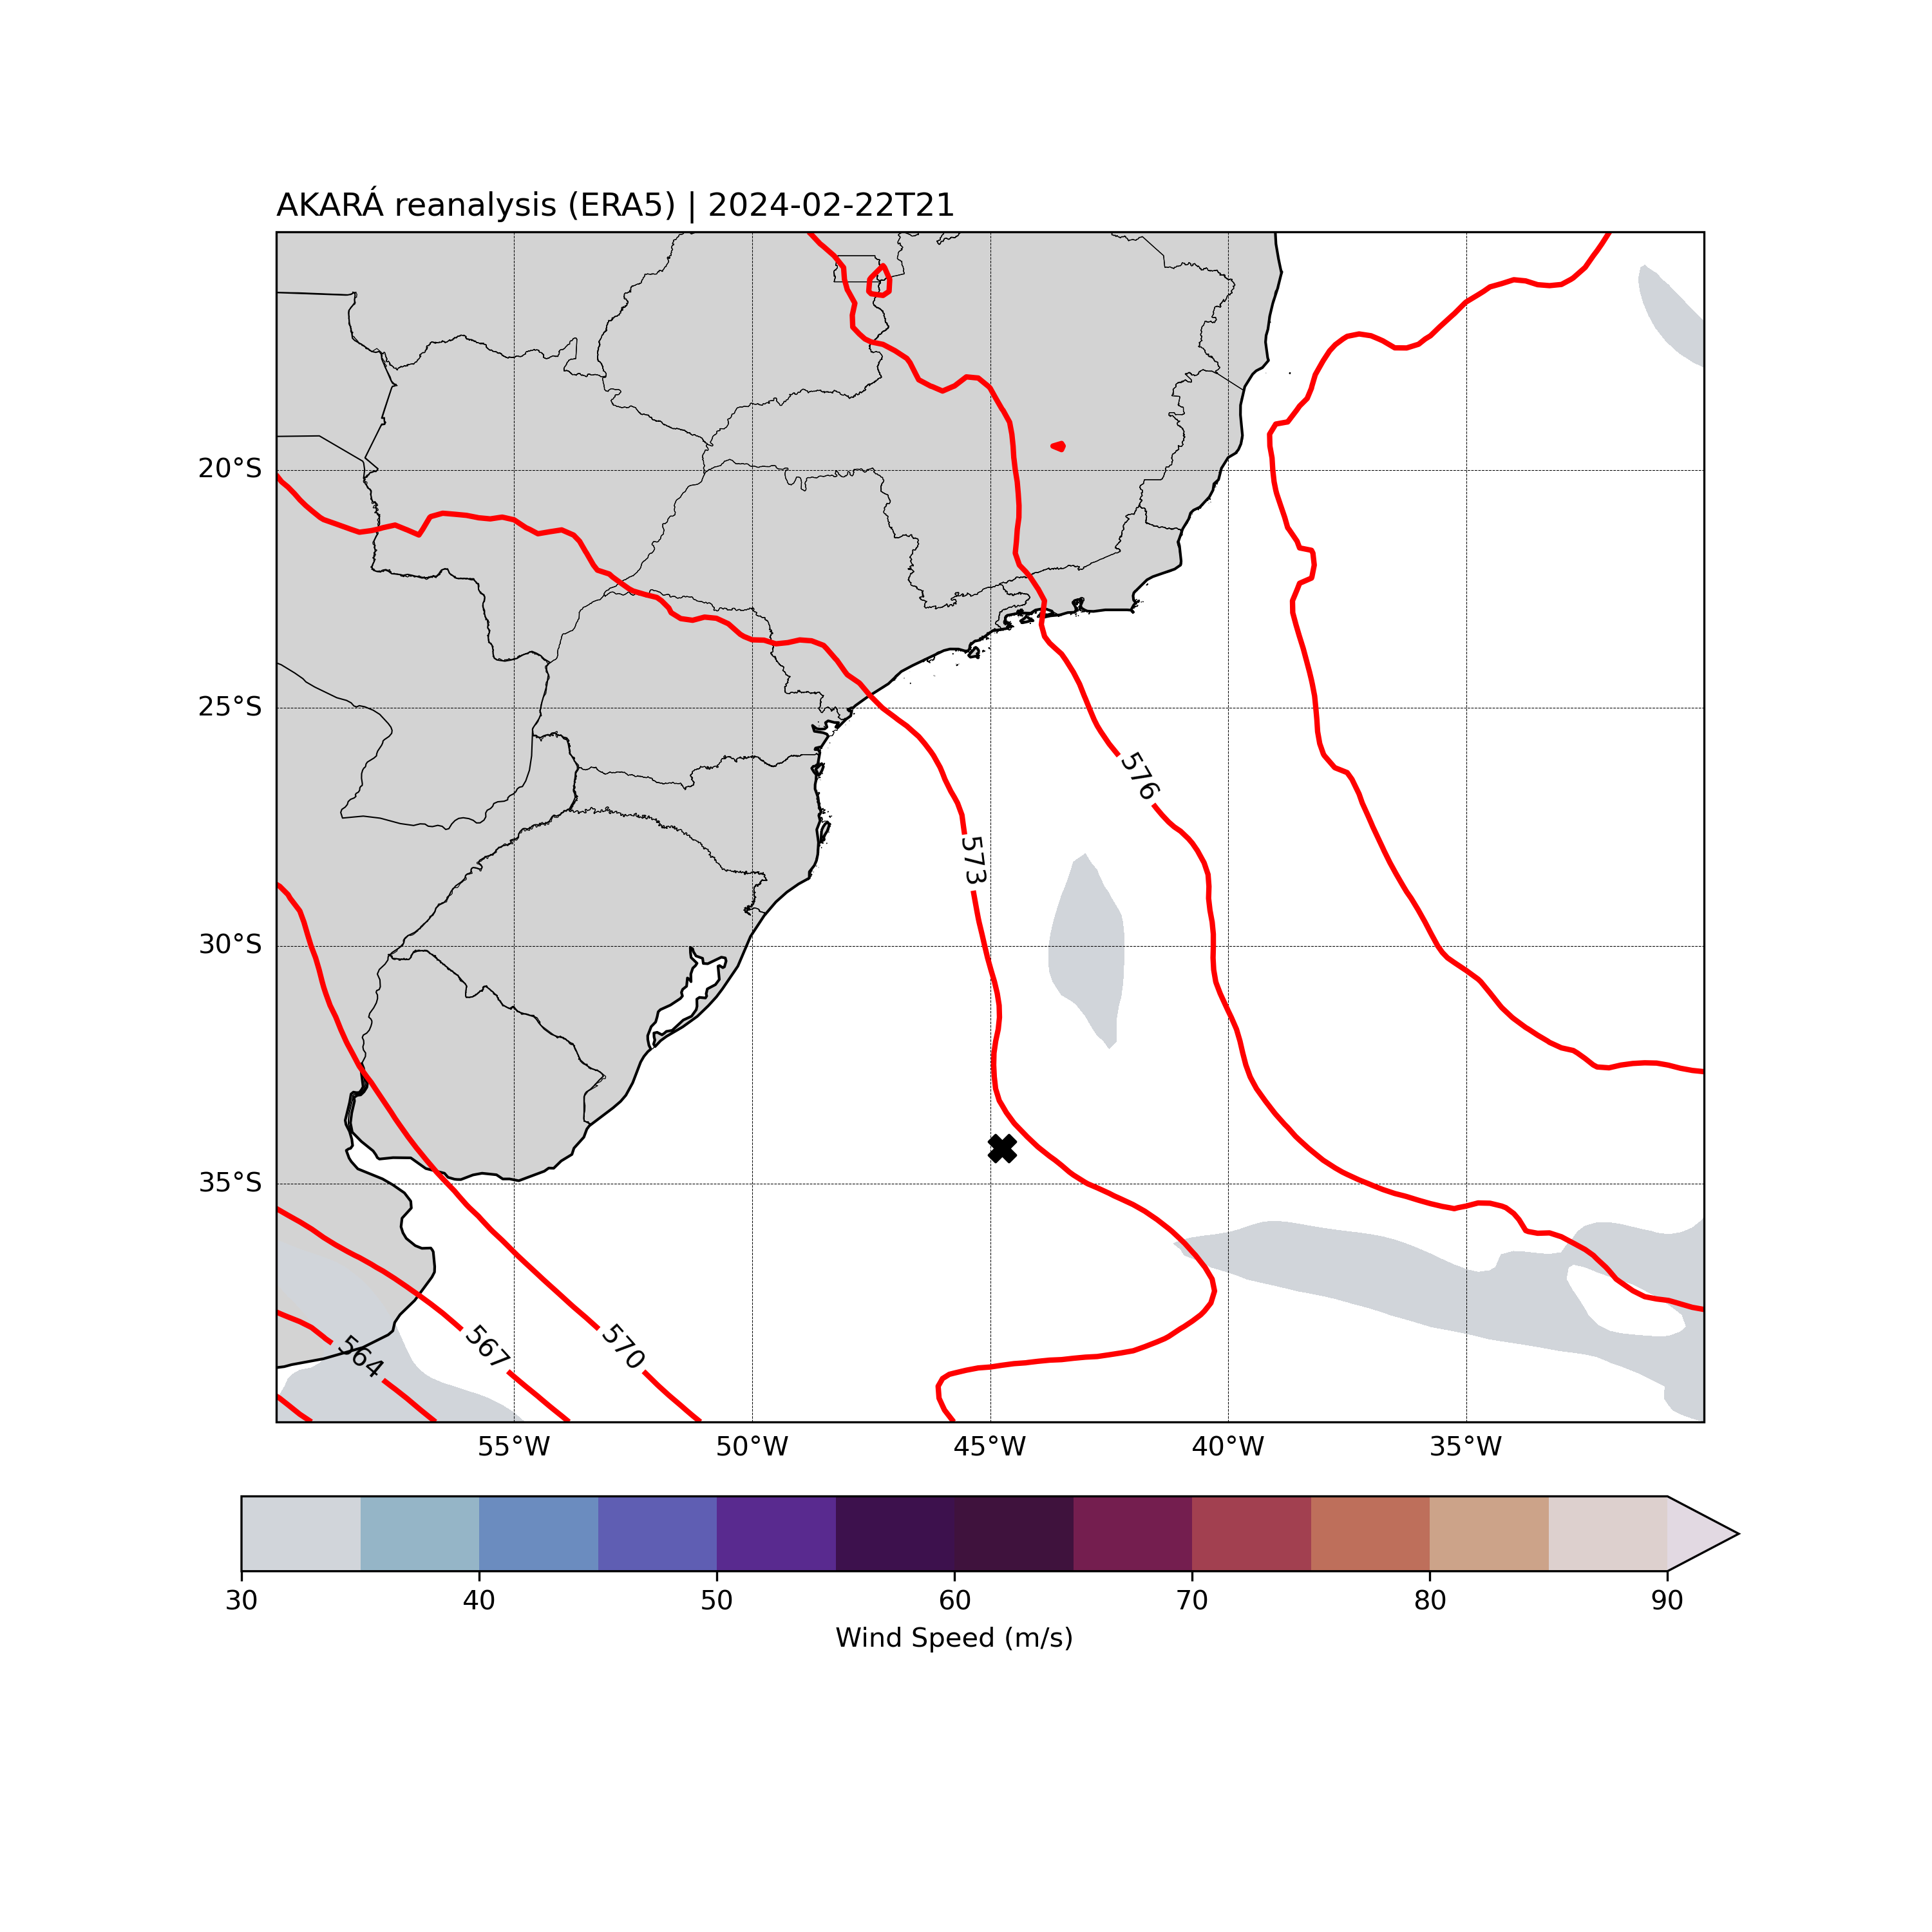 AKARÁ reanalysis (ERA5) | 2024-02-22T21
20°S
25°S
30°S
35°S
576
573
570
567
564
55°W 50°W 45°W 40°W 35°W
30 40 50 60 70 80 90
Wind Speed (m/s)